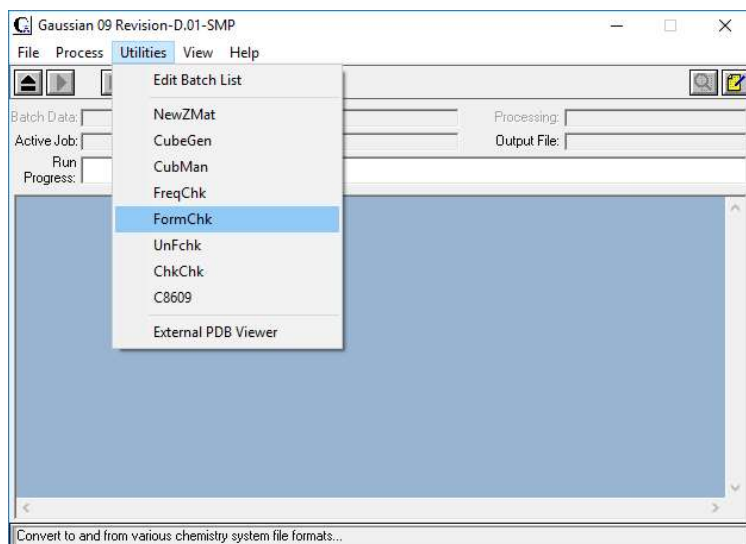 Gaussian 09 Revision-D.01-SMP
File Process Utilities View Help
Edit Batch List
Batch Data:
Processing:
NewZMat
Active Job:
Output File:
CubeGen
Run
Progress:
CubMan
FreqChk
FormChk
UnFchk
ChkChk
C8609
External PDB Viewer
Convert to and from various chemistry system file formats...